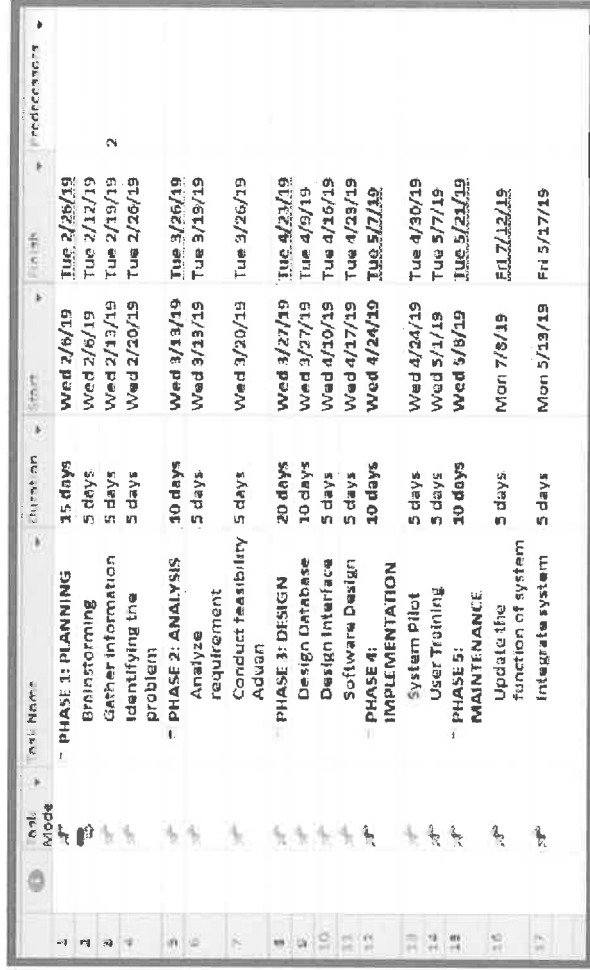 Task Mode Task Name Duration Start Finish Predecessors
1 PHASE 1: PLANNING 15 days Wed 2/6/19 Tue 2/26/19
2 Brainstorming 5 days Wed 2/6/19 Tue 2/12/19
3 Gather information 5 days Wed 2/13/19 Tue 2/19/19 2
4 Identifying the problem 5 days Wed 2/20/19 Tue 2/26/19
5 PHASE 2: ANALYSIS 10 days Wed 3/13/19 Tue 3/26/19
6 Analyze requirement 5 days Wed 3/13/19 Tue 3/19/19
7 Conduct feasibility Aduan 5 days Wed 3/20/19 Tue 3/26/19
8 PHASE 3: DESIGN 20 days Wed 3/27/19 Tue 4/23/19
9 Design Database 10 days Wed 3/27/19 Tue 4/9/19
10 Design Interface 5 days Wed 4/10/19 Tue 4/16/19
11 Software Design 5 days Wed 4/17/19 Tue 4/23/19
12 PHASE 4: IMPLEMENTATION 10 days Wed 4/24/19 Tue 5/7/19
13 System Pilot 5 days Wed 4/24/19 Tue 4/30/19
14 User Training 5 days Wed 5/1/19 Tue 5/7/19
15 PHASE 5: MAINTENANCE 10 days Wed 5/8/19 Tue 5/21/19
16 Update the function of system 5 days Mon 7/8/19 Fri 7/12/19
17 Integrate system 5 days Mon 5/13/19 Fri 5/17/19